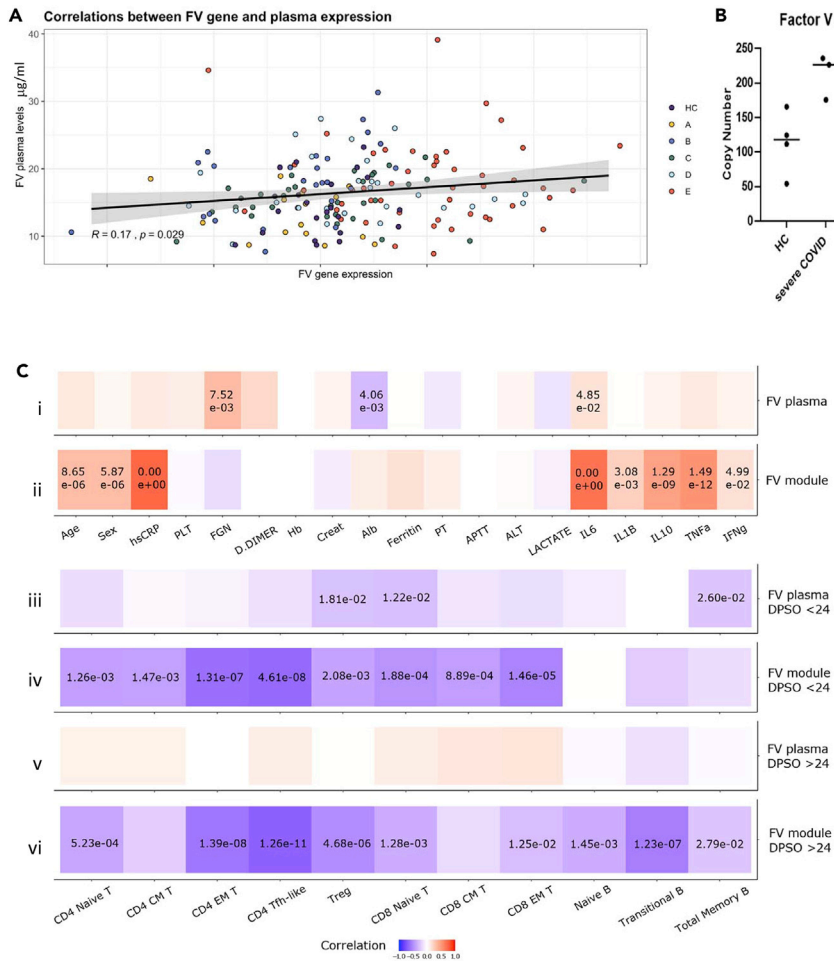 A
Correlations between FV gene and plasma expression
FV plasma levels µg/ml
40
30
20
10
R = 0.17 , p = 0.029
FV gene expression
HC
A
B
C
D
E
B
Factor V
Copy Number
250
200
150
100
50
0
HC
severe COVID
C
i
7.52 e-03
4.06 e-03
4.85 e-02
FV plasma
ii
8.65 e-06
5.87 e-06
0.00 e+00
0.00 e+00
3.08 e-03
1.29 e-09
1.49 e-12
4.99 e-02
FV module
Age
Sex
hsCRP
PLT
FGN
D.DIMER
Hb
Creat
Alb
Ferritin
PT
APTT
ALT
LACTATE
IL6
IL1B
IL10
TNFa
IFNg
iii
1.81e-02
1.22e-02
2.60e-02
FV plasma
DPSO <24
iv
1.26e-03
1.47e-03
1.31e-07
4.61e-08
2.08e-03
1.88e-04
8.89e-04
1.46e-05
FV module
DPSO <24
v
FV plasma
DPSO >24
vi
5.23e-04
1.39e-08
1.26e-11
4.68e-06
1.28e-03
1.25e-02
1.45e-03
1.23e-07
2.79e-02
FV module
DPSO >24
CD4 Naive T
CD4 CM T
CD4 EM T
CD4 Tfh-like
Treg
CD8 Naive T
CD8 CM T
CD8 EM T
Naive B
Transitional B
Total Memory B
Correlation
-1.0 -0.5 0.0 0.5 1.0